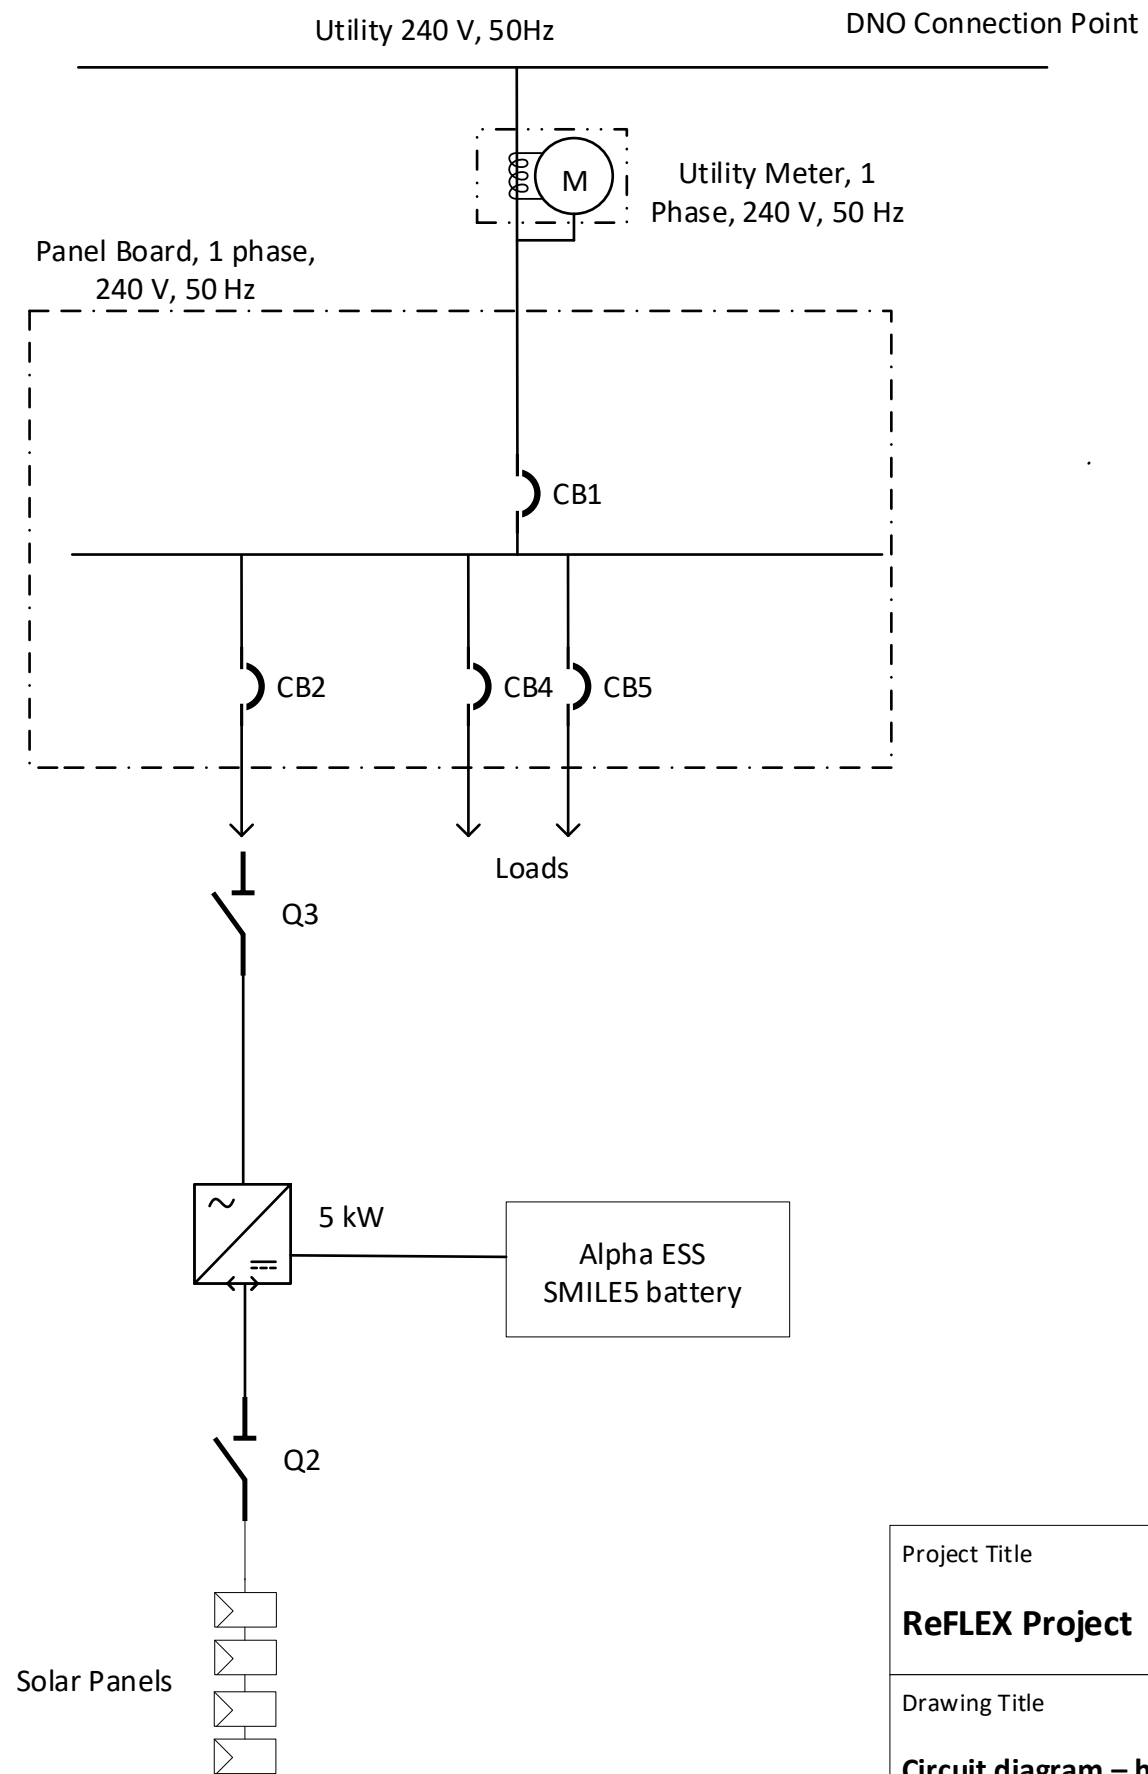 Utility 240 V, 50Hz
DNO Connection Point
M
Utility Meter, 1
Phase, 240 V, 50 Hz
Panel Board, 1 phase,
240 V, 50 Hz
CB1
CB2
CB4
CB5
Loads
Q3
5 kW
Alpha ESS
SMILE5 battery
Q2
Solar Panels
Project Title
ReFLEX Project
Drawing Title
Circuit diagram –